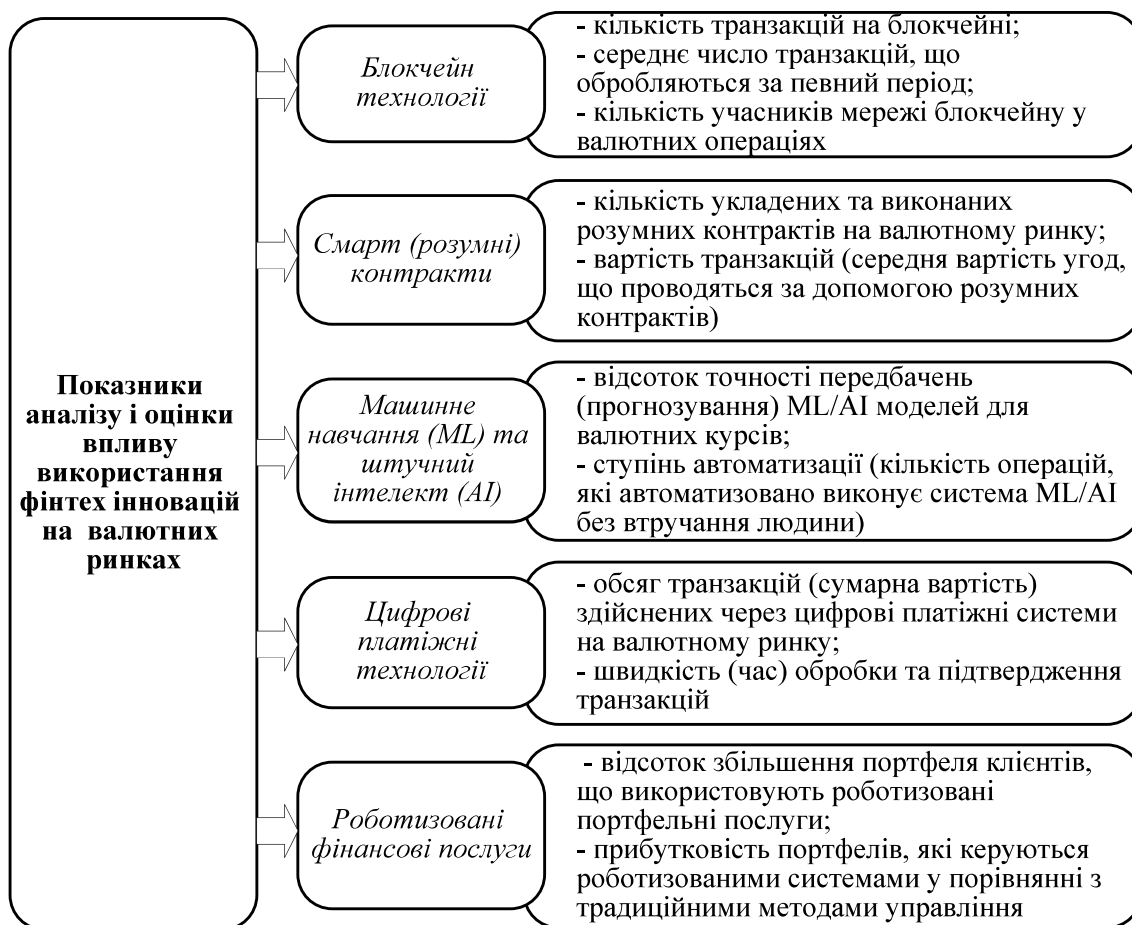 Показники
аналізу і оцінки
впливу
використання
фінтех інновацій
на валютних
ринках
Блокчейн
технології
- кількість транзакцій на блокчейні;
- середнє число транзакцій, що
обробляються за певний період;
- кількість учасників мережі блокчейну у
валютних операціях
Смарт (розумні)
контракти
- кількість укладених та виконаних
розумних контрактів на валютному ринку;
- вартість транзакцій (середня вартість угод,
що проводяться за допомогою розумних
контрактів)
Машинне
навчання (ML) та
штучний
інтелект (AI)
- відсоток точності передбачень
(прогнозування) ML/AI моделей для
валютних курсів;
- ступінь автоматизації (кількість операцій,
які автоматизовано виконує система ML/AI
без втручання людини)
Цифрові
платіжні
технології
- обсяг транзакцій (сумарна вартість)
здійснених через цифрові платіжні системи
на валютному ринку;
- швидкість (час) обробки та підтвердження
транзакцій
Роботизовані
фінансові послуги
- відсоток збільшення портфеля клієнтів,
що використовують роботизовані
портфельні послуги;
- прибутковість портфелів, які керуються
роботизованими системами у порівнянні з
традиційними методами управління